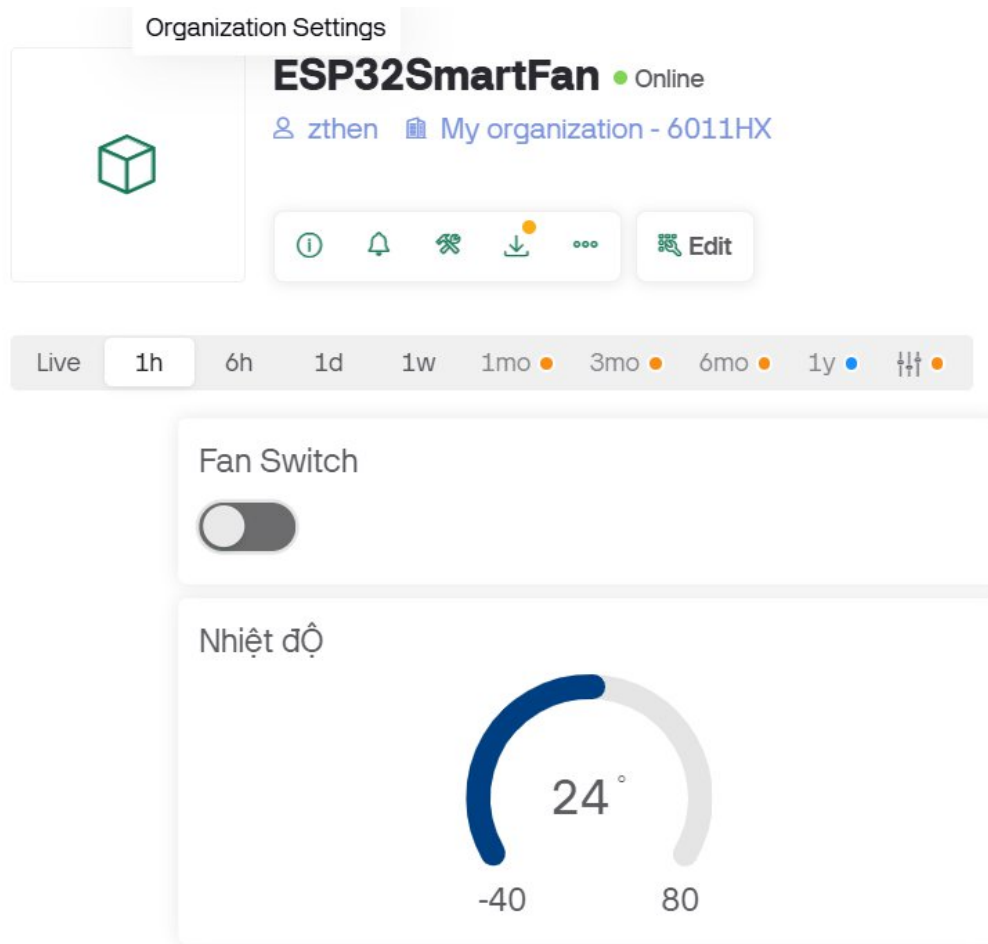 Organization Settings
ESP32SmartFan Online
zthen My organization - 6011HX
Edit
Live 1h 6h 1d 1w 1mo 3mo 6mo 1y
Fan Switch
Nhiệt đỘ
24°
-40 80